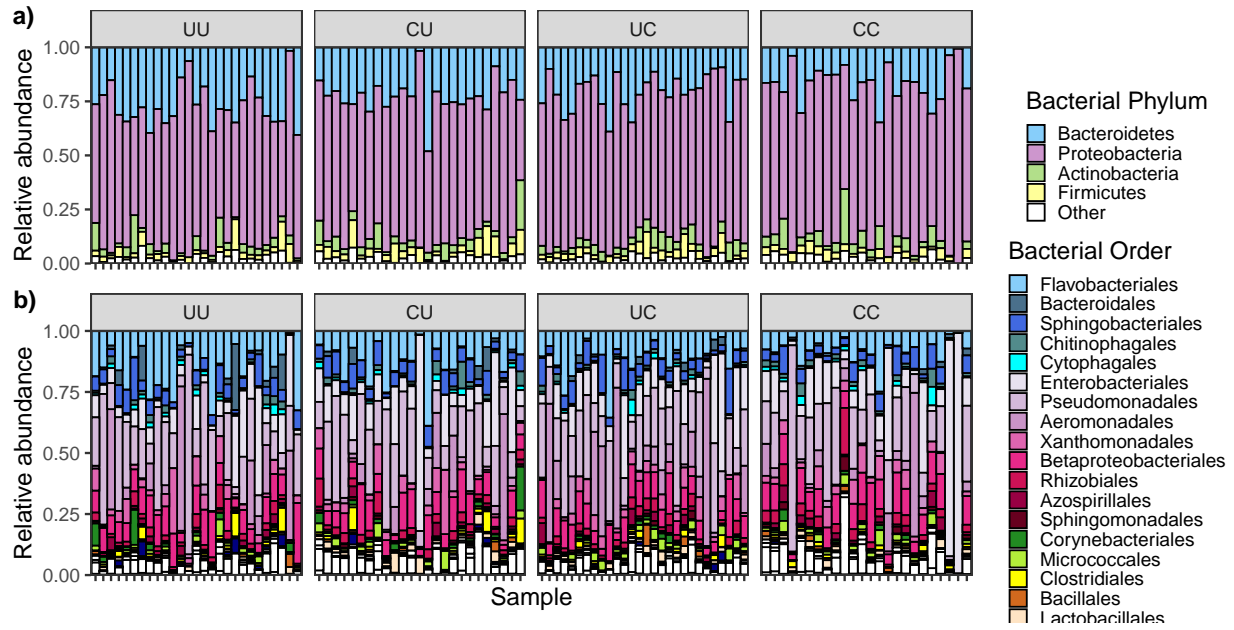 a)
UU CU UC CC
1.00
0.75
0.50
0.25
0.00
Relative abundance
Bacterial Phylum
Bacteroidetes
Proteobacteria
Actinobacteria
Firmicutes
Other
b)
UU CU UC CC
1.00
0.75
0.50
0.25
0.00
Relative abundance
Sample
Bacterial Order
Flavobacteriales
Bacteroidales
Sphingobacteriales
Chitinophagales
Cytophagales
Enterobacteriales
Pseudomonadales
Aeromonadales
Xanthomonadales
Betaproteobacteriales
Rhizobiales
Azospirillales
Sphingomonadales
Corynebacteriales
Micrococcales
Clostridiales
Bacillales
Lactobacillales